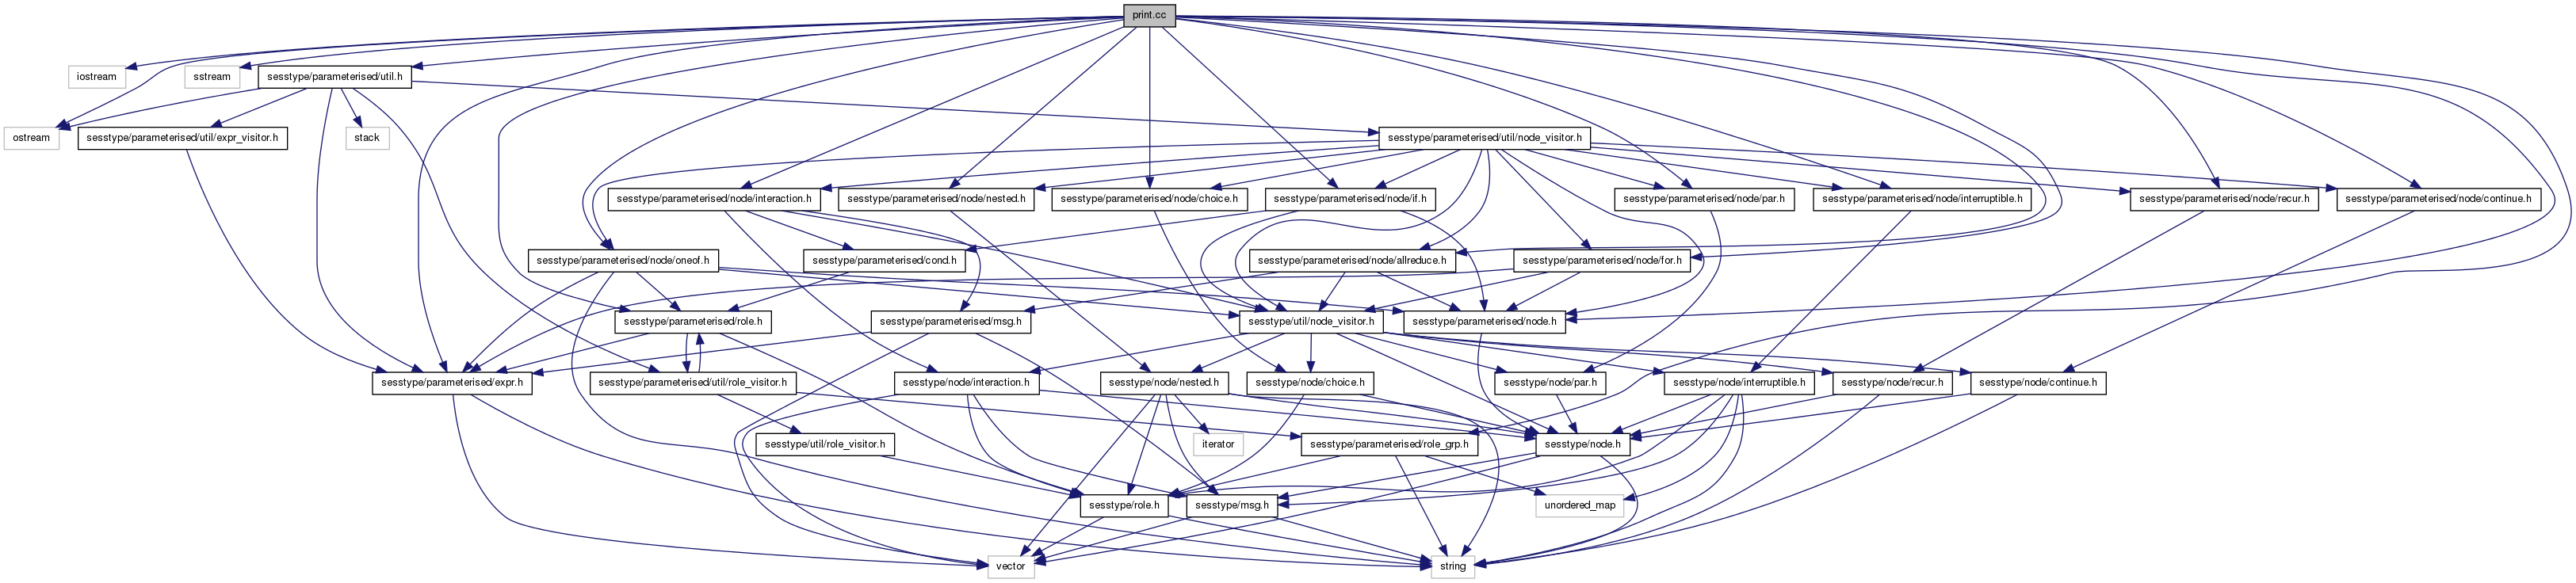 print.cc
iostream
sstream
sesstype/parameterised/util.h
ostream
sesstype/parameterised/util/expr_visitor.h
stack
sesstype/parameterised/util/node_visitor.h
sesstype/parameterised/node/interaction.h
sesstype/parameterised/node/nested.h
sesstype/parameterised/node/choice.h
sesstype/parameterised/node/if.h
sesstype/parameterised/node/par.h
sesstype/parameterised/node/interruptible.h
sesstype/parameterised/node/recur.h
sesstype/parameterised/node/continue.h
sesstype/parameterised/node/oneof.h
sesstype/parameterised/cond.h
sesstype/parameterised/node/allreduce.h
sesstype/parameterised/node/for.h
sesstype/parameterised/role.h
sesstype/parameterised/msg.h
sesstype/util/node_visitor.h
sesstype/parameterised/node.h
sesstype/parameterised/expr.h
sesstype/parameterised/util/role_visitor.h
sesstype/node/interaction.h
sesstype/node/nested.h
sesstype/node/choice.h
sesstype/node/par.h
sesstype/node/interruptible.h
sesstype/node/recur.h
sesstype/node/continue.h
sesstype/util/role_visitor.h
iterator
sesstype/parameterised/role_grp.h
sesstype/node.h
sesstype/role.h
sesstype/msg.h
unordered_map
vector
string